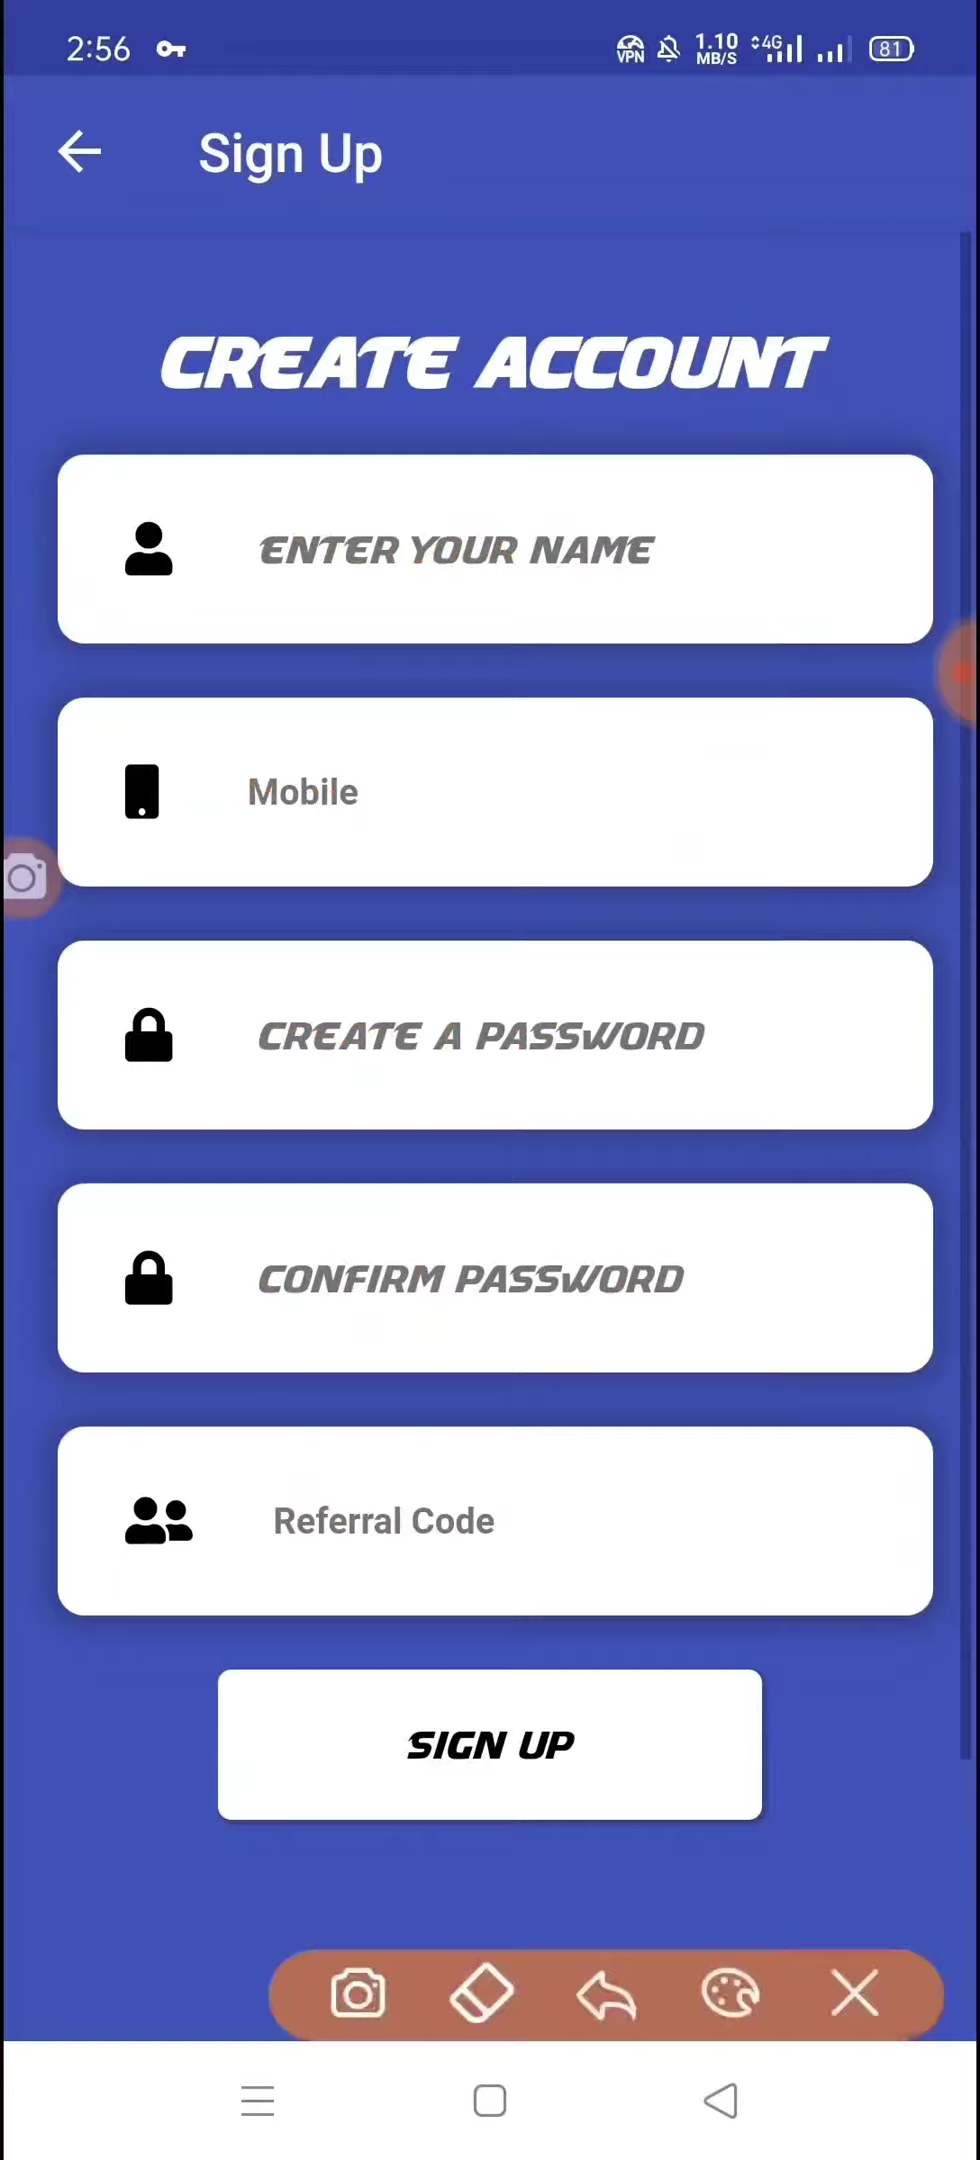 2:56
VPN
1.10
MB/S
4G
81
Sign Up
CREATE ACCOUNT
ENTER YOUR NAME
Mobile
CREATE A PASSWORD
CONFIRM PASSWORD
Referral Code
SIGN UP